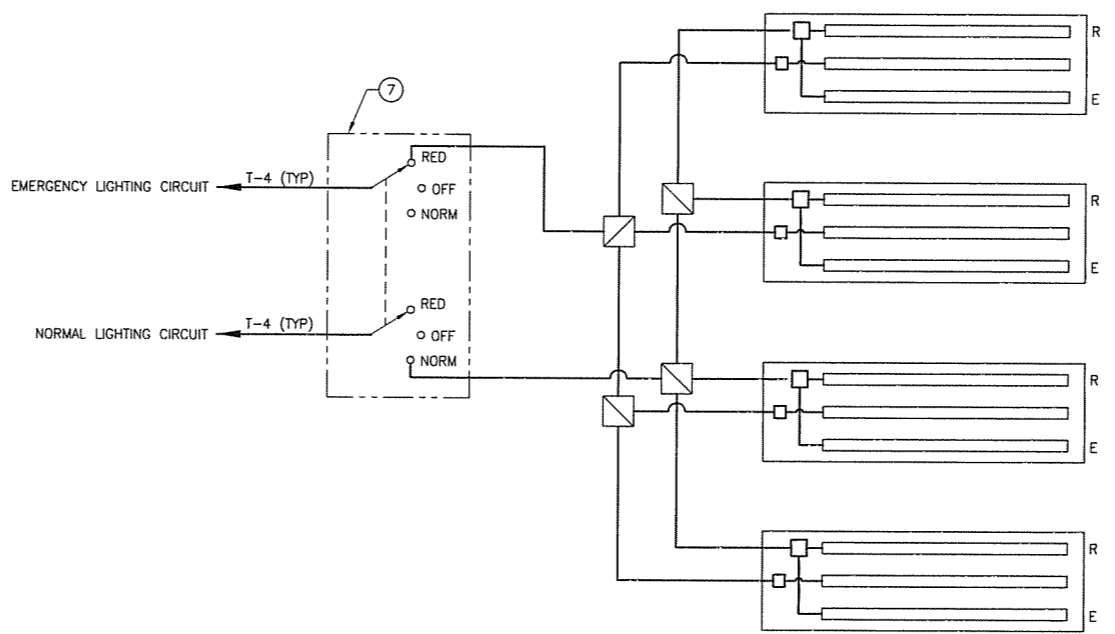 R
E
7
RED
T-4 (TYP)
EMERGENCY LIGHTING CIRCUIT
OFF
NORM
R
E
RED
T-4 (TYP)
NORMAL LIGHTING CIRCUIT
OFF
NORM
R
E
R
E